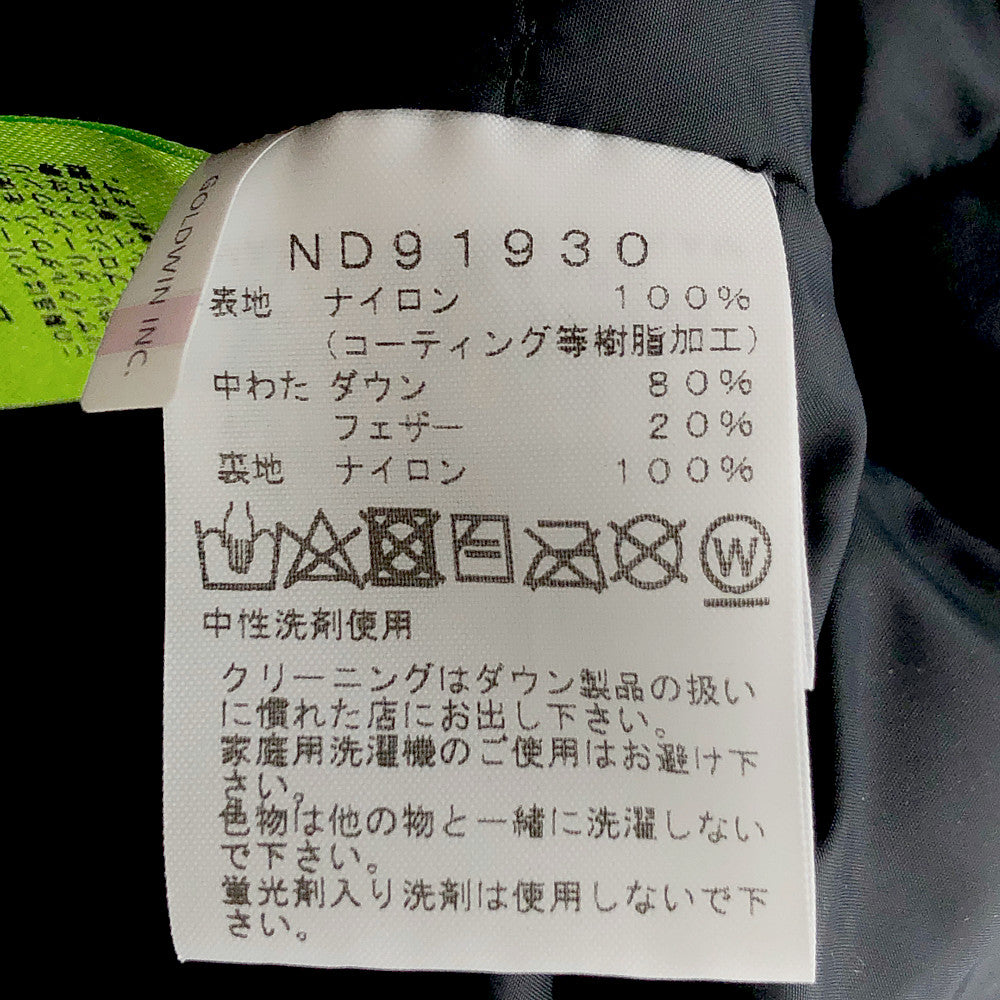 GOLDWIN INC.
ND91930
表地 ナイロン 100%
(コーティング等樹脂加工)
中わた ダウン 80%
フェザー 20%
裏地 ナイロン 100%
W
中性洗剤使用
クリーニングはダウン製品の扱い
に慣れた店にお出し下さい。
家庭用洗濯機のご使用はお避け下
さい。
色物は他の物と一緒に洗濯しない
で下さい。
蛍光剤入り洗剤は使用しないで下
さい。